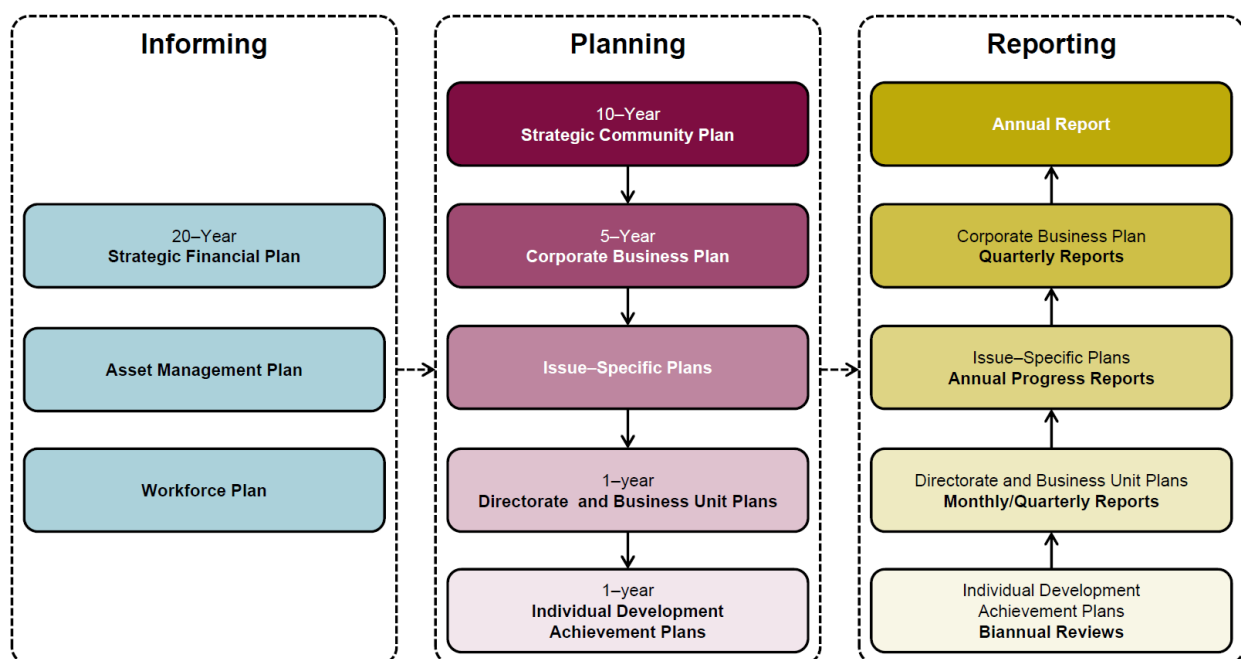 Informing
20–Year
Strategic Financial Plan
Asset Management Plan
Workforce Plan
Planning
10–Year
Strategic Community Plan
5–Year
Corporate Business Plan
Issue–Specific Plans
1–year
Directorate and Business Unit Plans
1–year
Individual Development
Achievement Plans
Reporting
Annual Report
Corporate Business Plan
Quarterly Reports
Issue–Specific Plans
Annual Progress Reports
Directorate and Business Unit Plans
Monthly/Quarterly Reports
Individual Development
Achievement Plans
Biannual Reviews